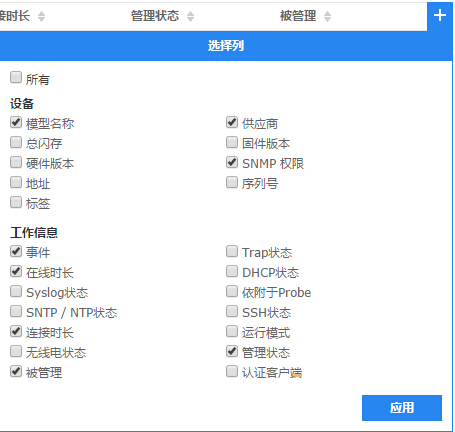 接时长 管理状态 被管理 +
选择列
所有
设备
模型名称 供应商
总闪存 固件版本
硬件版本 SNMP 权限
地址 序列号
标签
工作信息
事件 Trap状态
在线时长 DHCP状态
Syslog状态 依附于Probe
SNTP / NTP状态 SSH状态
连接时长 运行模式
无线电状态 管理状态
被管理 认证客户端
应用